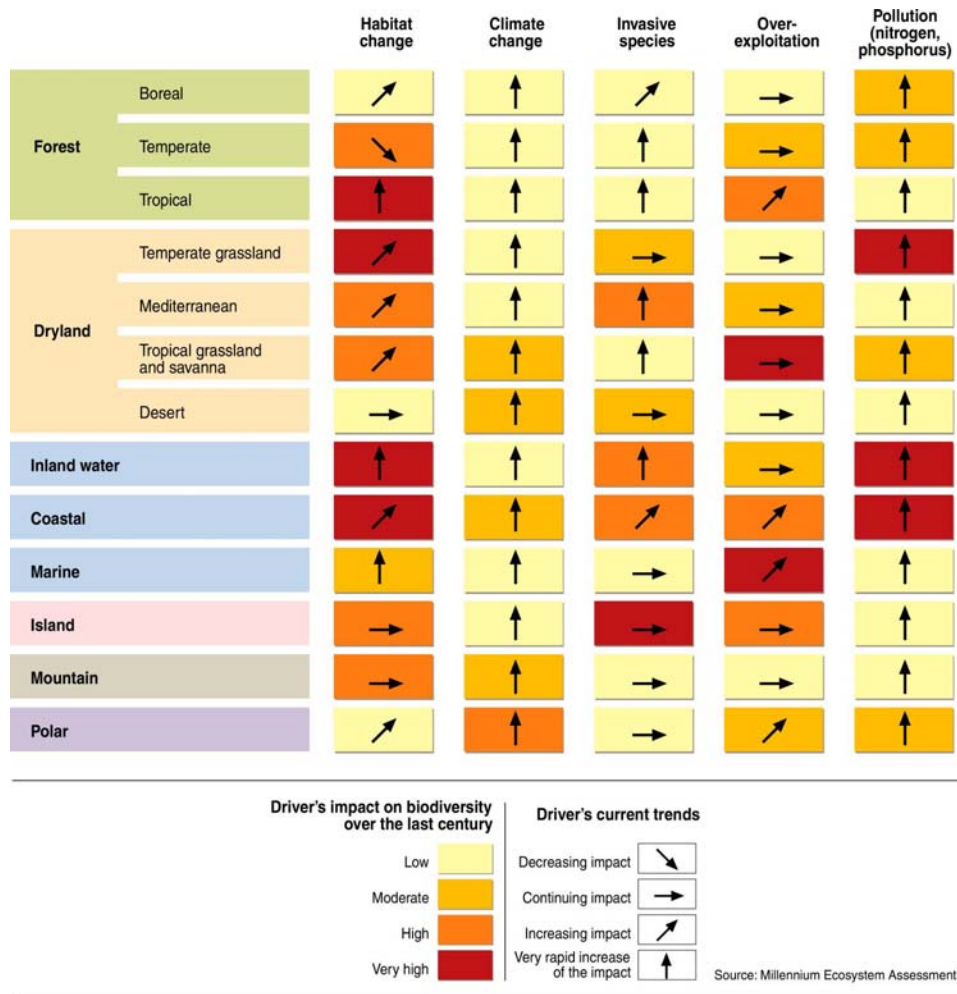 Habitat
change
Climate
change
Invasive
species
Over-
exploitation
Pollution
(nitrogen,
phosphorus)
Forest
Boreal
Temperate
Tropical
Dryland
Temperate grassland
Mediterranean
Tropical grassland
and savanna
Desert
Inland water
Coastal
Marine
Island
Mountain
Polar
Driver's impact on biodiversity
over the last century
Low
Moderate
High
Very high
Driver's current trends
Decreasing impact
Continuing impact
Increasing impact
Very rapid increase
of the impact
Source: Millennium Ecosystem Assessment